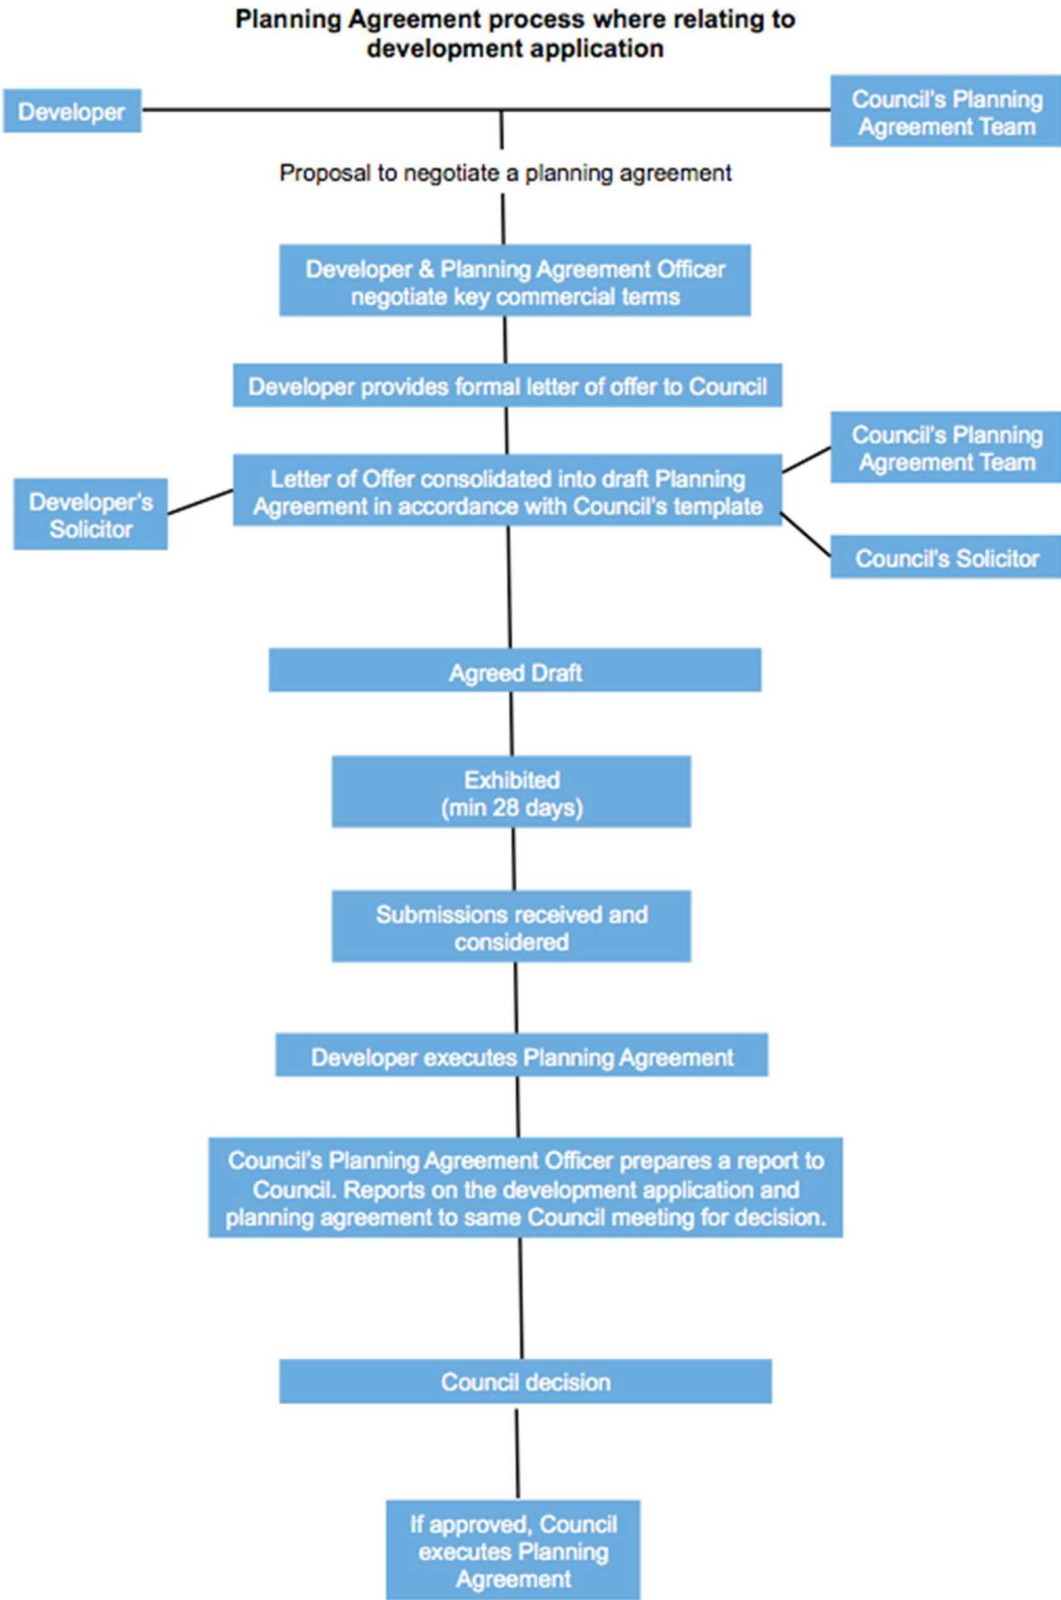 Planning Agreement process where relating to
development application
Developer
Council's Planning
Agreement Team
Proposal to negotiate a planning agreement
Developer & Planning Agreement Officer
negotiate key commercial terms
Developer provides formal letter of offer to Council
Council's Planning
Agreement Team
Letter of Offer consolidated into draft Planning
Agreement in accordance with Council's template
Developer's
Solicitor
Council's Solicitor
Agreed Draft
Exhibited
(min 28 days)
Submissions received and
considered
Developer executes Planning Agreement
Council's Planning Agreement Officer prepares a report to
Council. Reports on the development application and
planning agreement to same Council meeting for decision.
Council decision
If approved, Council
executes Planning
Agreement